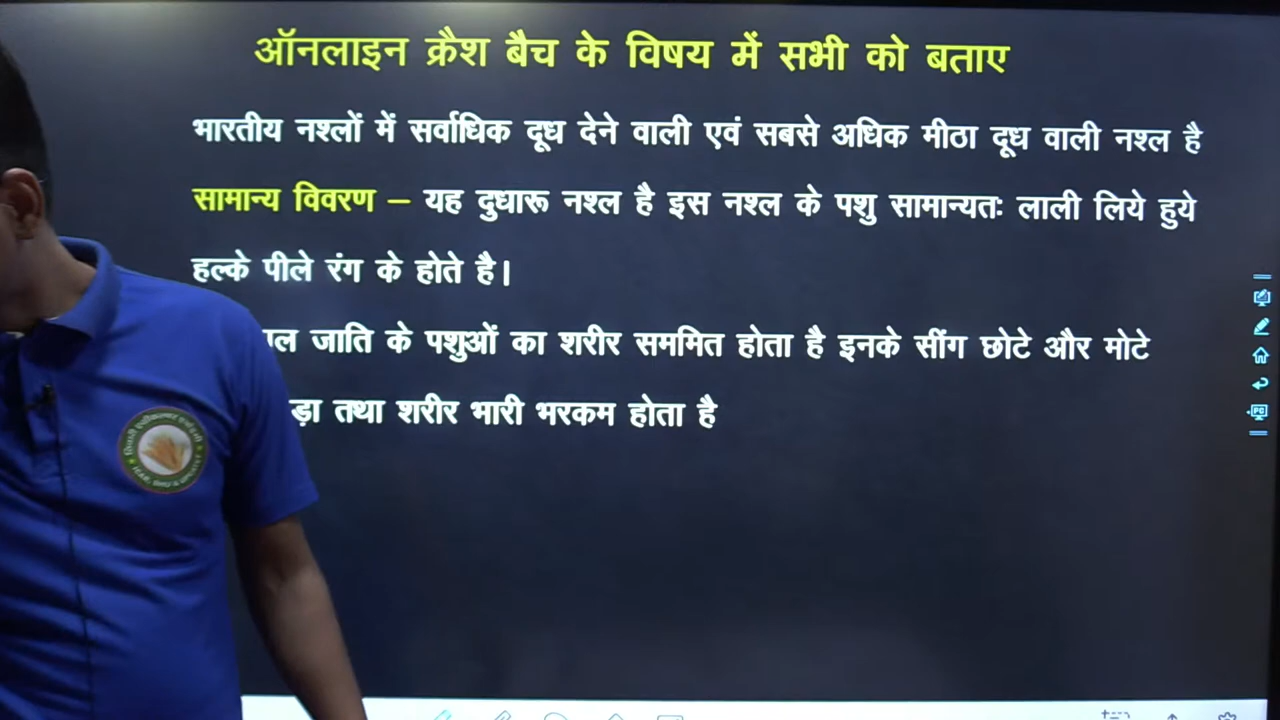 ऑनलाइन क्रैश बैच के विषय में सभी को बताए
भारतीय नश्लों में सर्वाधिक दूध देने वाली एवं सबसे अधिक मीठा दूध वाली नश्ल है
सामान्य विवरण – यह दुधारू नश्ल है इस नश्ल के पशु सामान्यतः लाली लिये हुये
हल्के पीले रंग के होते है।
जाति के पशुओं का शरीर सममित होता है इनके सींग छोटे और मोटे
तथा शरीर भारी भरकम होता है